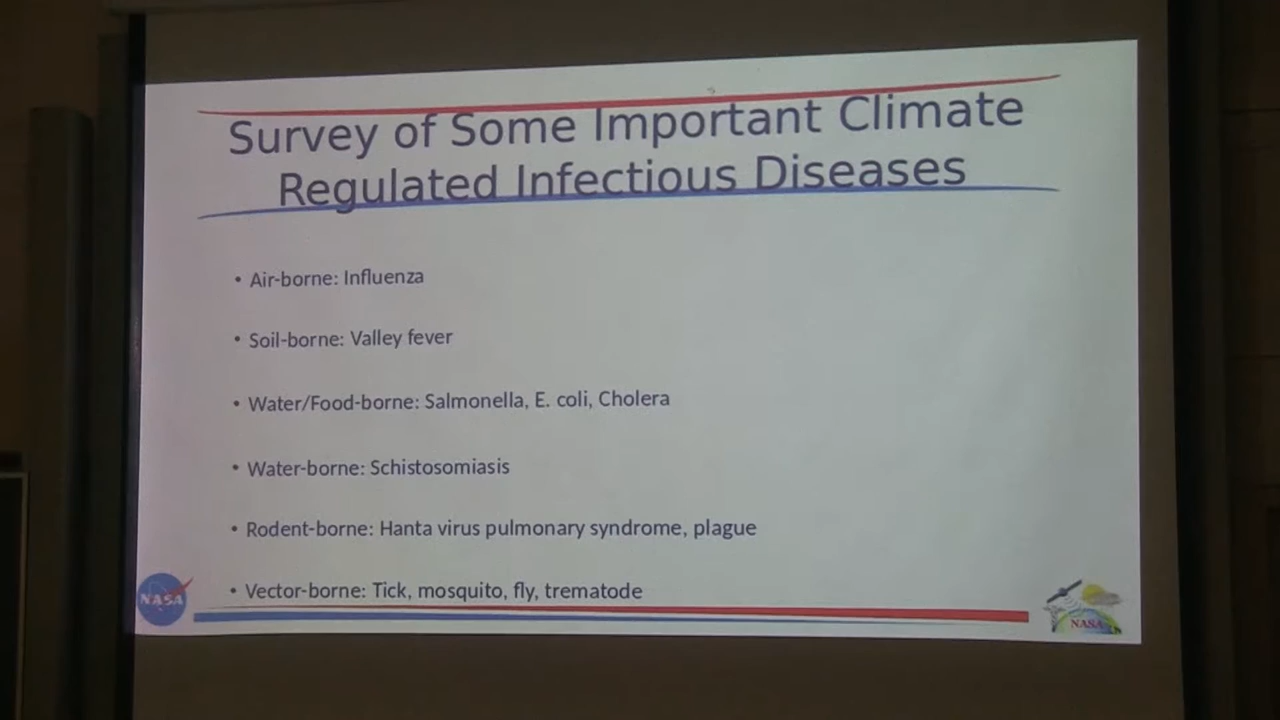 Survey of Some Important Climate
Regulated Infectious Diseases
• Air-borne: Influenza
• Soil-borne: Valley fever
• Water/Food-borne: Salmonella, E. coli, Cholera
• Water-borne: Schistosomiasis
• Rodent-borne: Hanta virus pulmonary syndrome, plague
• Vector-borne: Tick, mosquito, fly, trematode
NASA
NASA